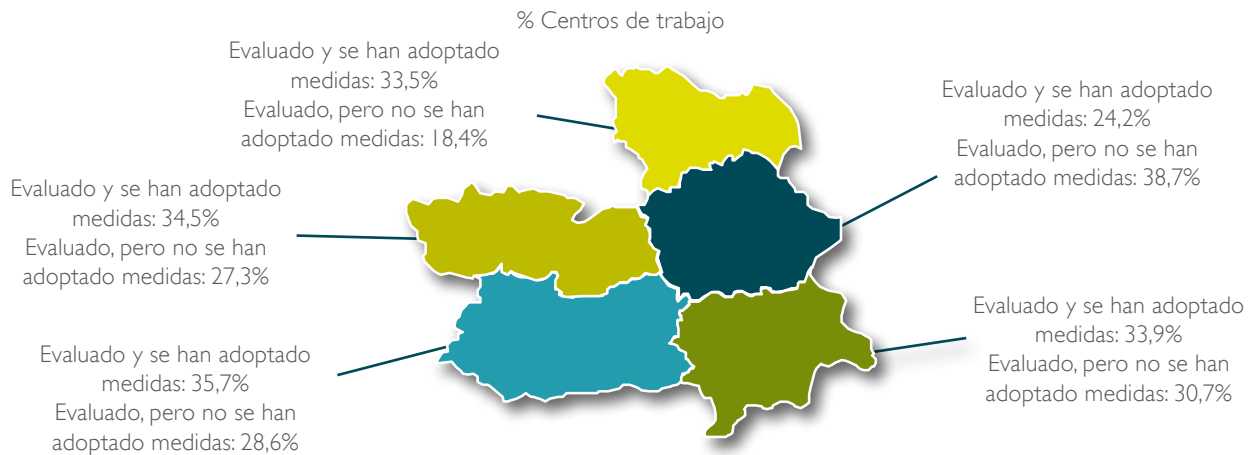 % Centros de trabajo
Evaluado y se han adoptado
medidas: 33,5%
Evaluado, pero no se han
adoptado medidas: 18,4%
Evaluado y se han adoptado
medidas: 24,2%
Evaluado, pero no se han
adoptado medidas: 38,7%
Evaluado y se han adoptado
medidas: 34,5%
Evaluado, pero no se han
adoptado medidas: 27,3%
Evaluado y se han adoptado
medidas: 33,9%
Evaluado, pero no se han
adoptado medidas: 30,7%
Evaluado y se han adoptado
medidas: 35,7%
Evaluado, pero no se han
adoptado medidas: 28,6%